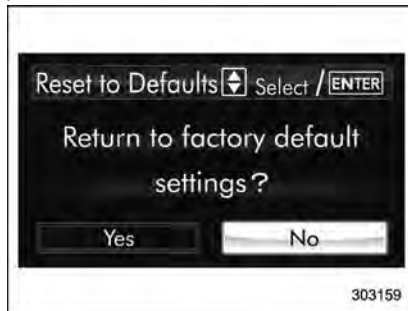 Reset to Defaults Select / ENTER
Return to factory default
settings?
Yes No
303159